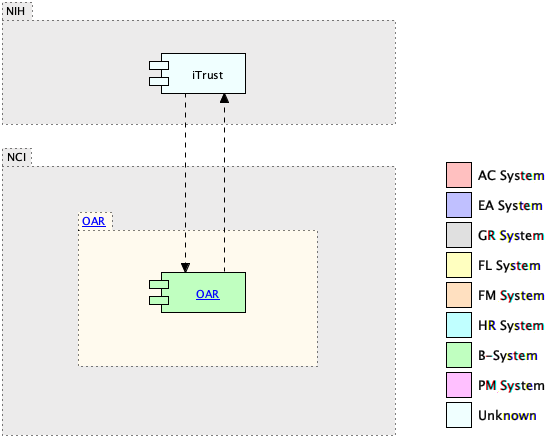 NIH
iTrust
NCI
OAR
OAR
AC System
EA System
GR System
FL System
FM System
HR System
B-System
PM System
Unknown